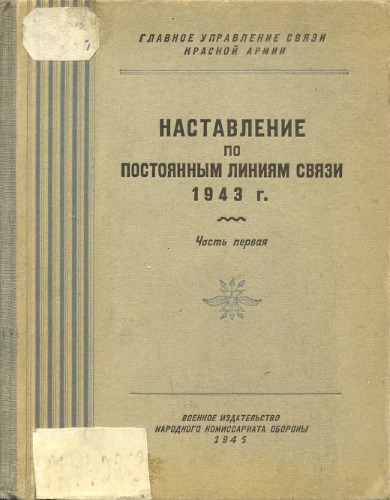 ГЛАВНОЕ УПРАВЛЕНИЕ СВЯЗИ
КРАСНОЙ АРМИИ
НАСТАВЛЕНИЕ
ПО
ПОСТОЯННЫМ ЛИНИЯМ СВЯЗИ
1943 г.
Часть первая
ВОЕННОЕ ИЗДАТЕЛЬСТВО
НАРОДНОГО КОМИССАРИАТА ОБОРОНЫ
1945